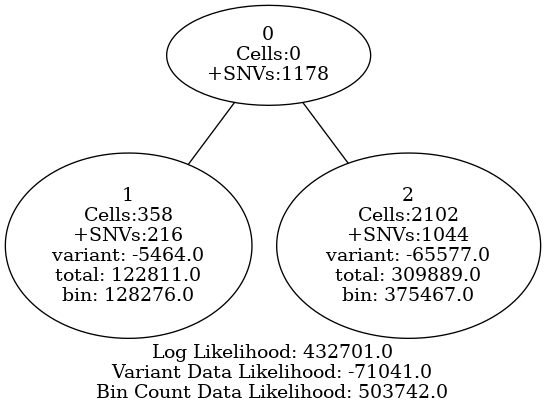 0
Cells:0
+SNVs:1178
1
Cells:358
+SNVs:216
variant: -5464.0
total: 122811.0
bin: 128276.0
2
Cells:2102
+SNVs:1044
variant: -65577.0
total: 309889.0
bin: 375467.0
Log Likelihood: 432701.0
Variant Data Likelihood: -71041.0
Bin Count Data Likelihood: 503742.0